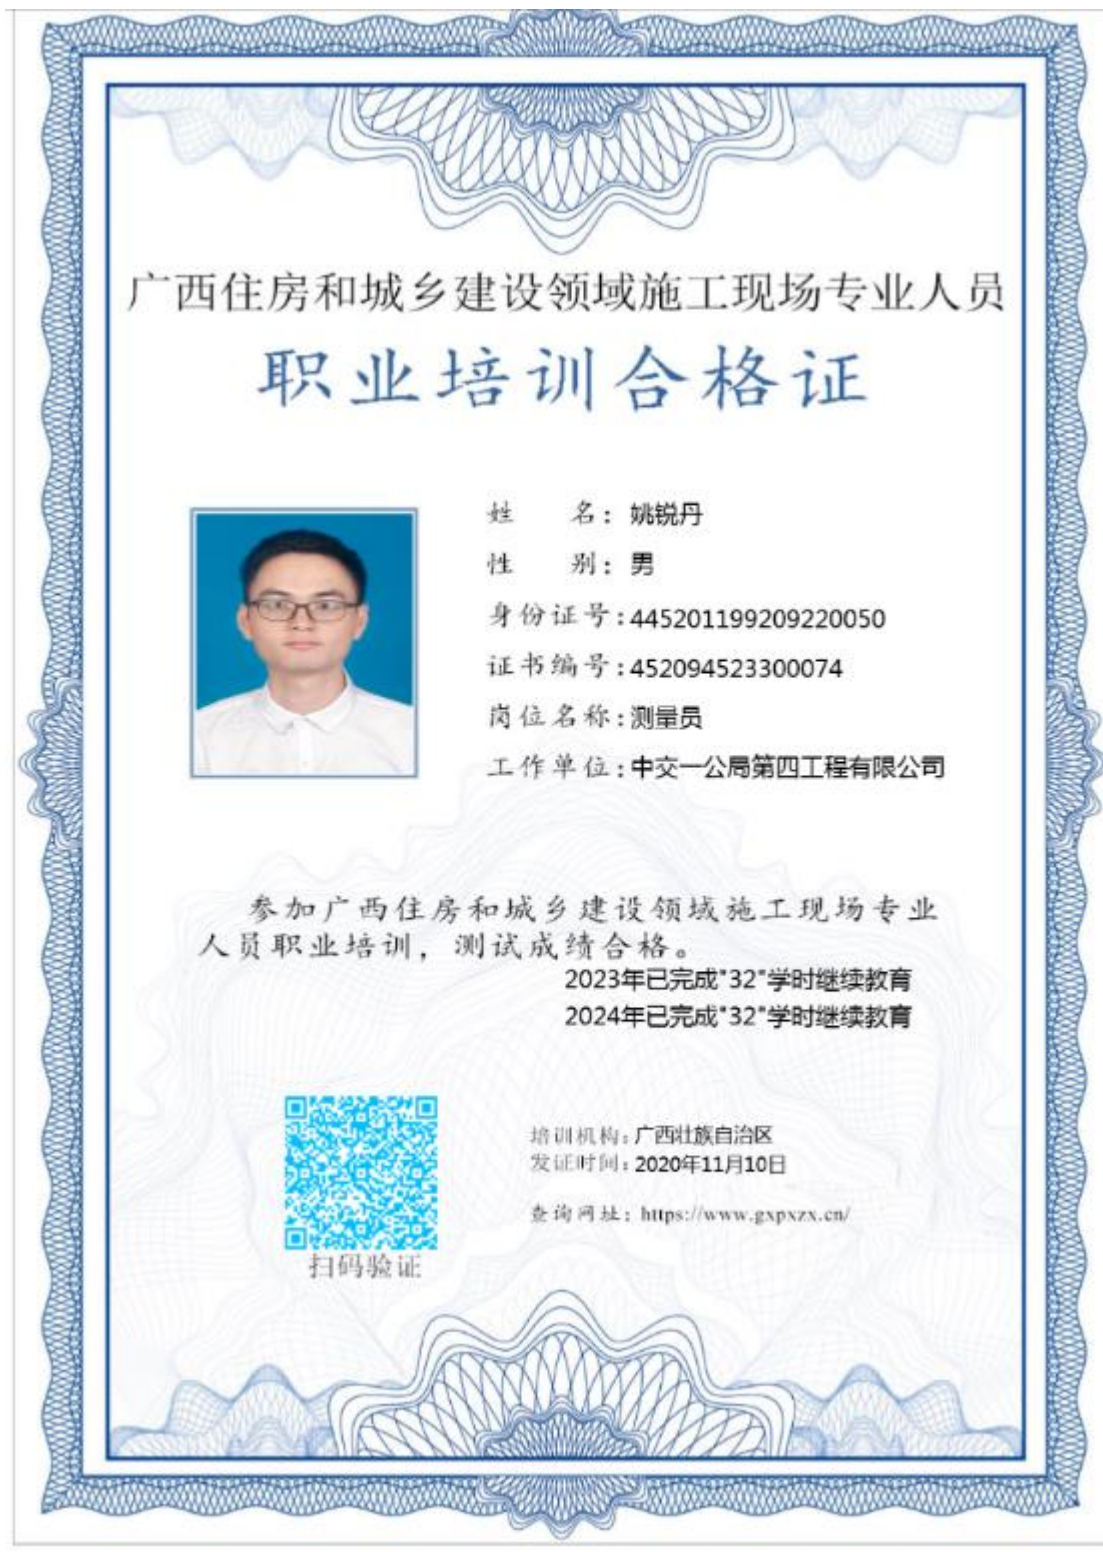 广西住房和城乡建设领域施工现场专业人员
职业培训合格证
姓 名：姚锐丹
性 别：男
身份证号:445201199209220050
证书编号:452094523300074
岗位名称:测量员
工作单位:中交一公局第四工程有限公司
参加广西住房和城乡建设领域施工现场专业
人员职业培训，测试成绩合格。
2023年已完成"32"学时继续教育
2024年已完成"32"学时继续教育
培训机构:广西壮族自治区
发证时间:2020年11月10日
查询网址：https://www.gxpxzx.cn/
扫码验证